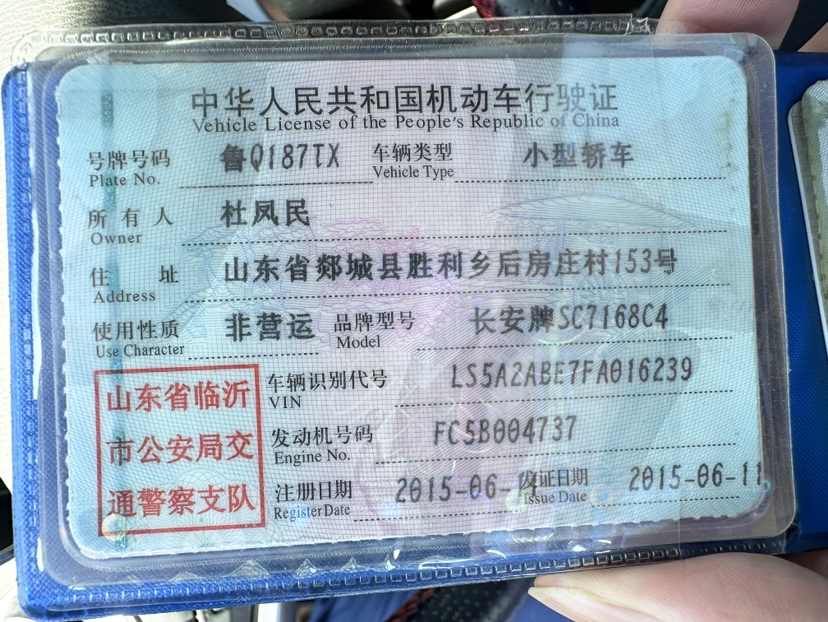 中华人民共和国机动车行驶证
Vehicle License of the People's Republic of China
号牌号码 鲁Q187TX 车辆类型 小型轿车
Plate No. Vehicle Type
所有人 杜凤民
Owner
住址 山东省郯城县胜利乡后房庄村153号
Address
使用性质 非营运 品牌型号 长安牌SC7168C4
Use Character Model
车辆识别代号 LS5A2ABE7FA016239
VIN
发动机号码 FC5B004737
Engine No.
注册日期 2015-06-11 发证日期 2015-06-11
Register Date Issue Date
山东省临沂
市公安局交
通警察支队